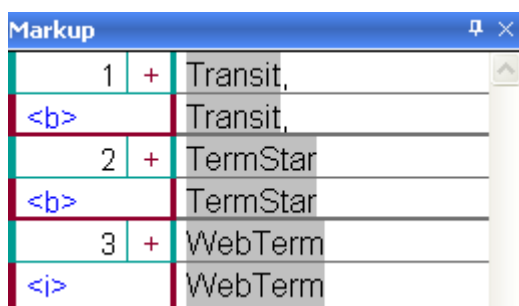 Markup
1 + Transit,
<b> Transit,
2 + TermStar
<b> TermStar
3 + WebTerm
<i> WebTerm